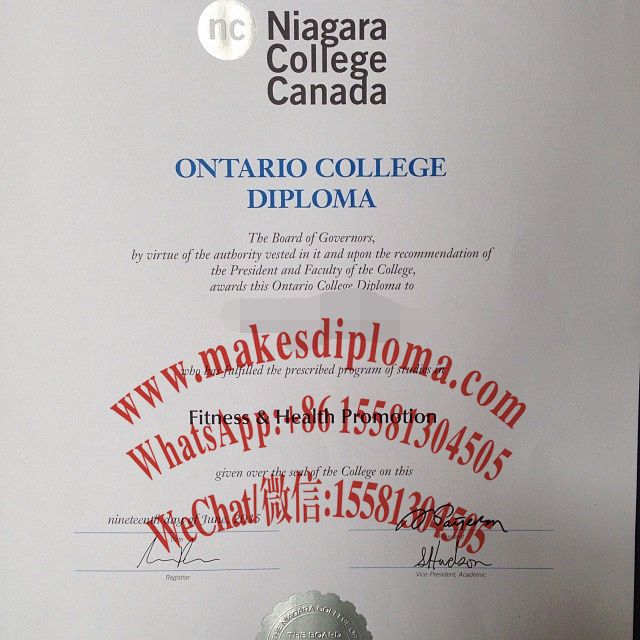 nc
Niagara
College
Canada
ONTARIO COLLEGE
DIPLOMA
The Board of Governors,
by virtue of the authority vested in it and upon the recommendation of
the President and Faculty of the College,
awards this Ontario College Diploma to
www.makesdiploma.com
who has fulfilled the prescribed program of studies in
Fitness & Health Promotion
WhatsApp:+86 15581304505
given over the seal of the College on this
WeChat|微信:15581304505
nineteenth day of June, 2015
Registrar
Vice-President, Academic
NIAGARA COLLEGE
THE BOARD